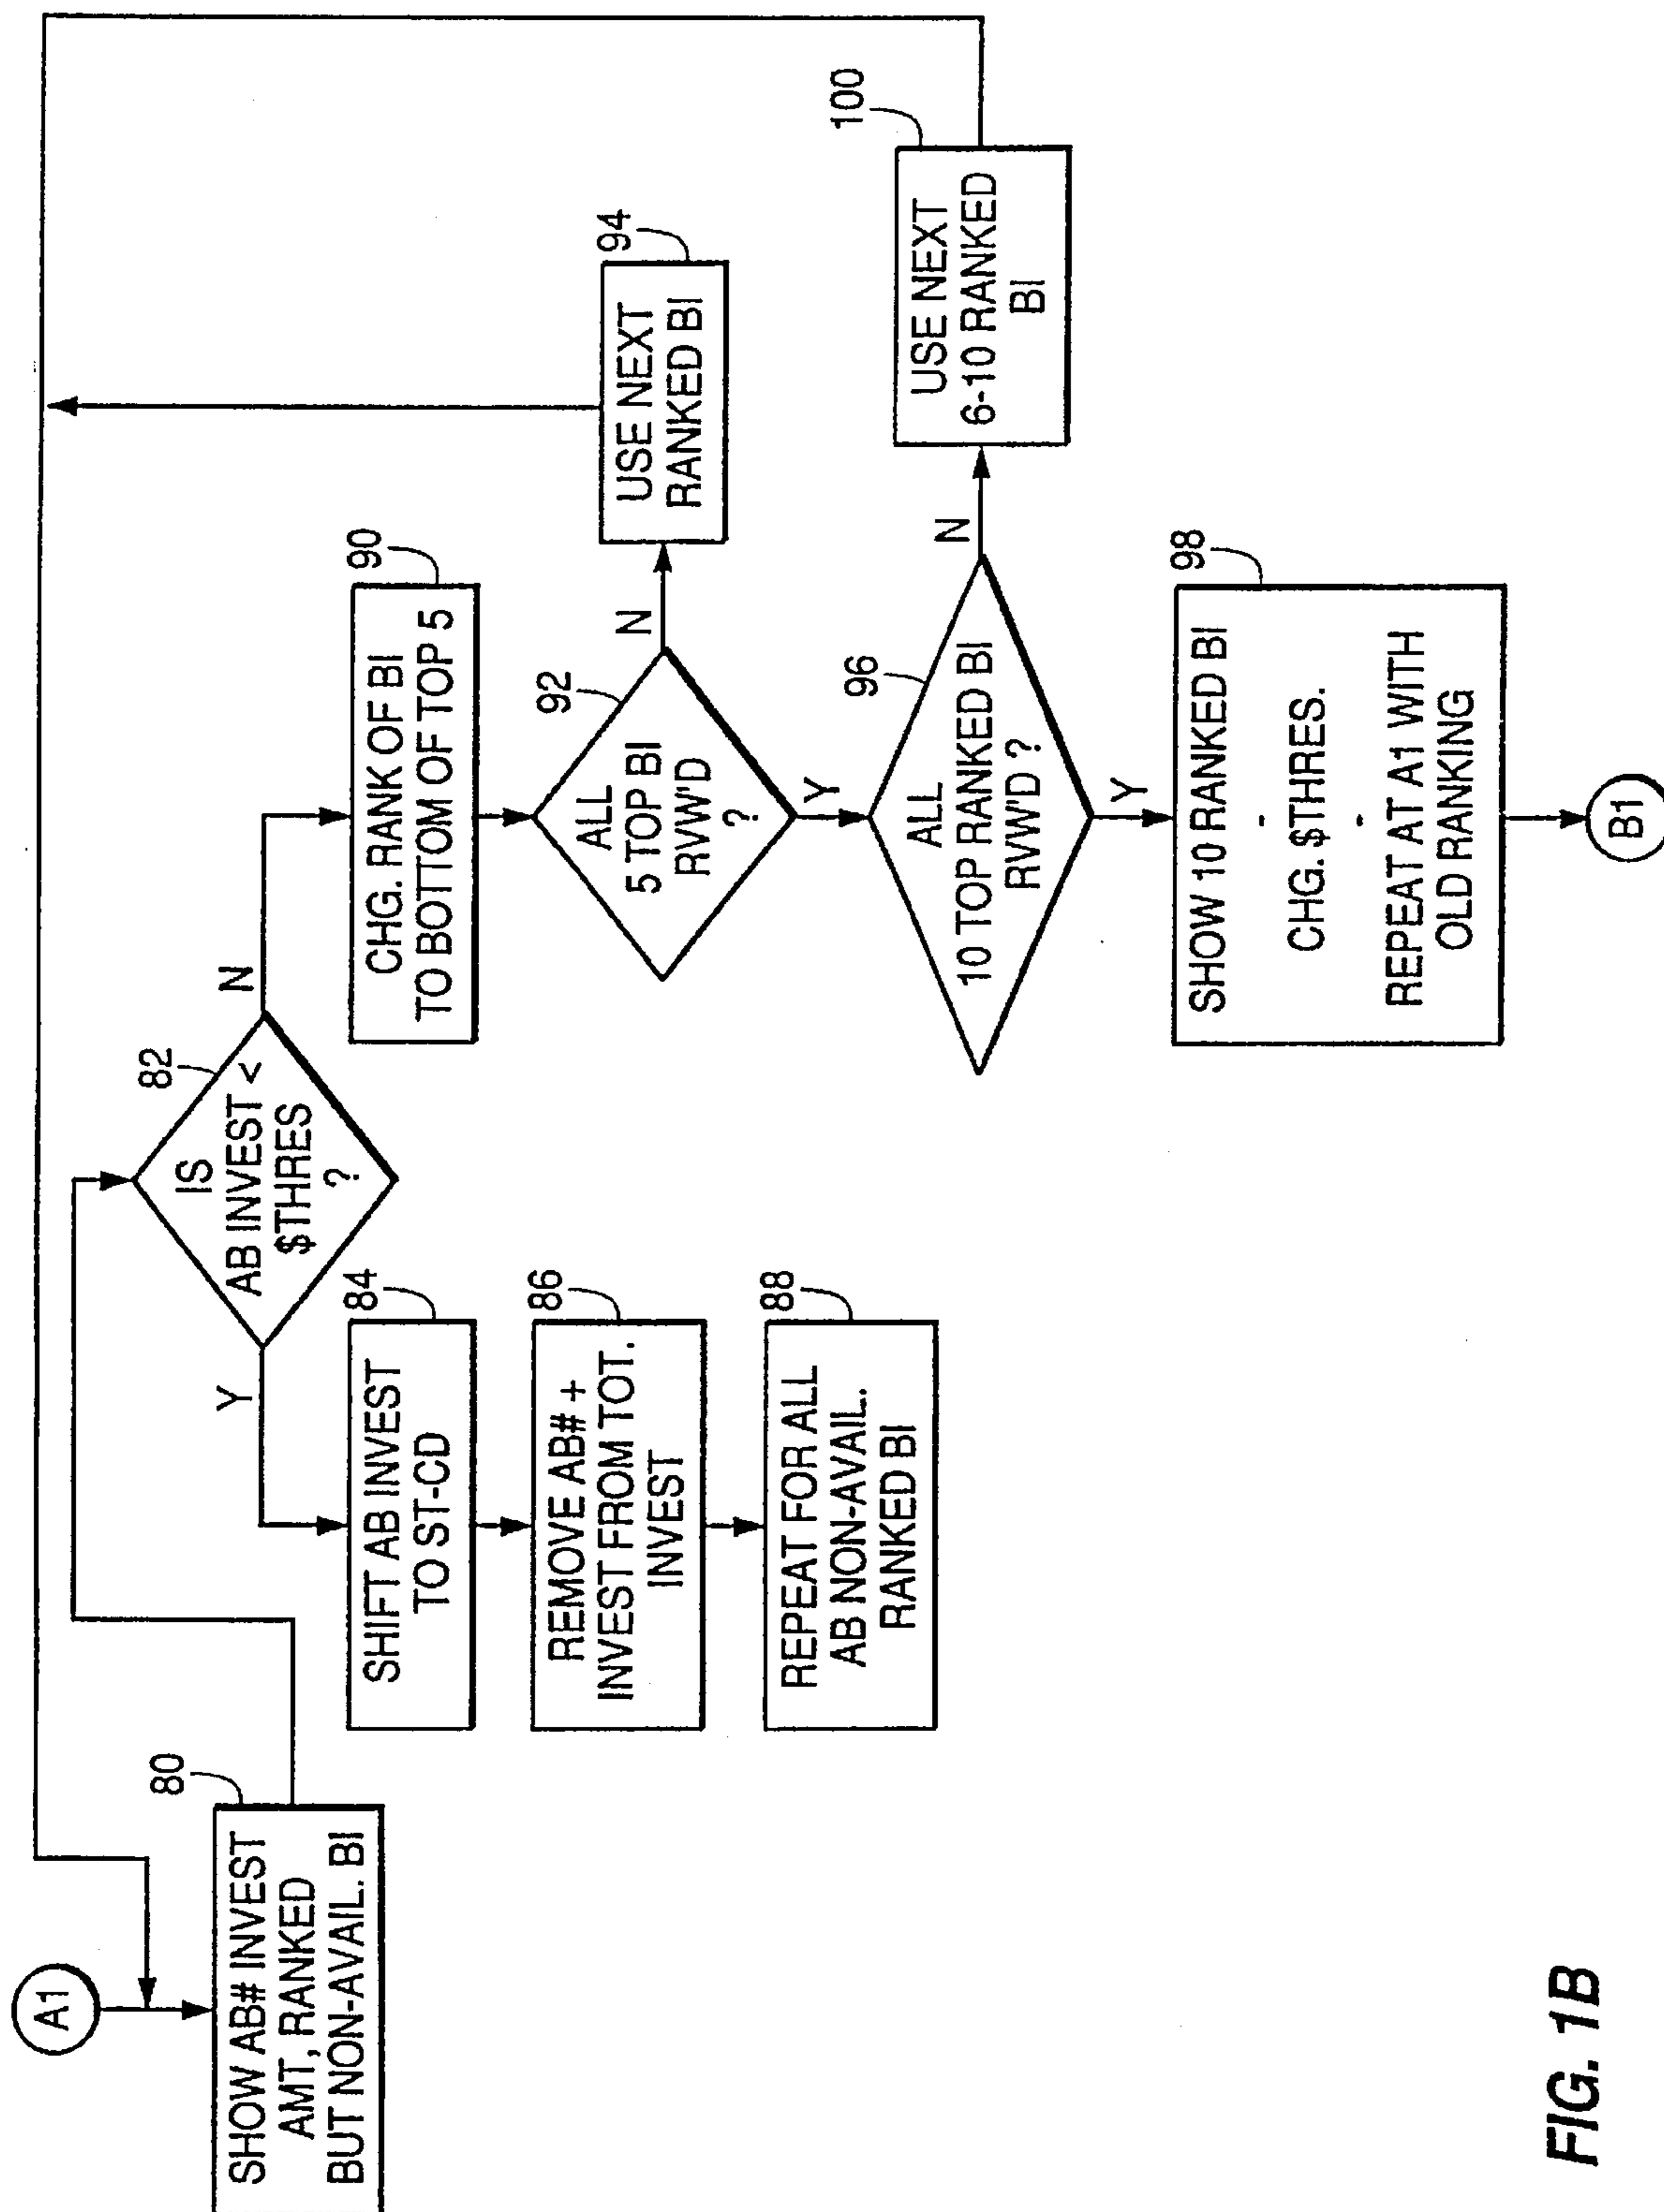 A1
80
SHOW AB# INVEST
AMT, RANKED
BUT NON-AVAIL. BI
82
IS
AB INVEST <
$THRES
?
Y
N
84
SHIFT AB INVEST
TO ST-CD
86
REMOVE AB# +
INVEST FROM TOT.
INVEST
88
REPEAT FOR ALL
AB NON-AVAIL.
RANKED BI
90
CHG. RANK OF BI
TO BOTTOM OF TOP 5
92
ALL
5 TOP BI
RVW'D
?
N
Y
94
USE NEXT
RANKED BI
96
ALL
10 TOP RANKED BI
RVW'D ?
N
Y
100
USE NEXT
6-10 RANKED
BI
98
SHOW 10 RANKED BI
-
CHG. $THRES.
-
REPEAT AT A1 WITH
OLD RANKING
B1
FIG. 1B